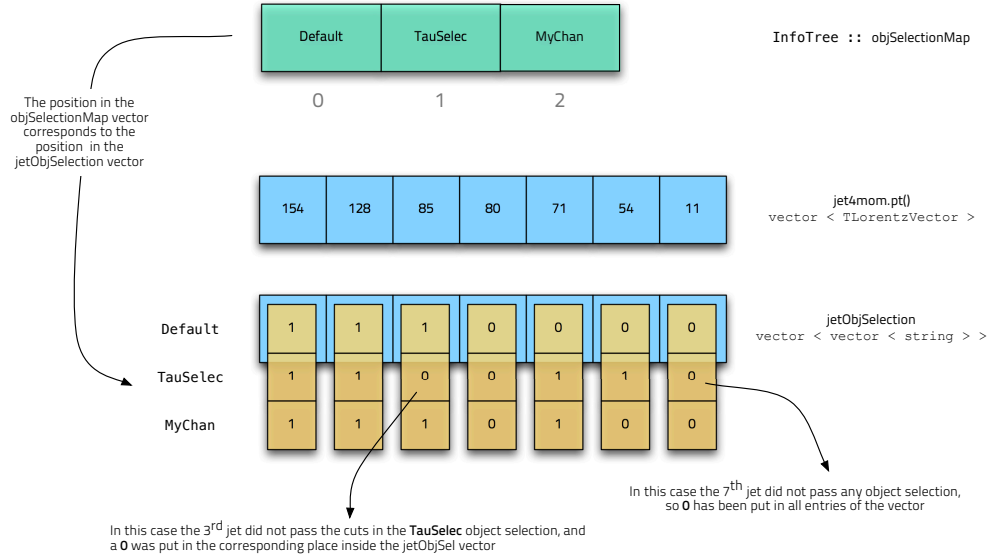 Default TauSelec MyChan
InfoTree :: objSelectionMap
0 1 2
The position in the
objSelectionMap vector
corresponds to the
position in the
jetObjSelection vector
154 128 85 80 71 54 11
jet4mom.pt()
vector < TLorentzVector >
jetObjSelection
vector < vector < string > >
Default 1 1 1 0 0 0 0
TauSelec 1 1 0 0 1 1 0
MyChan 1 1 1 0 1 0 0
In this case the 7th jet did not pass any object selection,
so 0 has been put in all entries of the vector
In this case the 3rd jet did not pass the cuts in the TauSelec object selection, and
a 0 was put in the corresponding place inside the jetObjSel vector